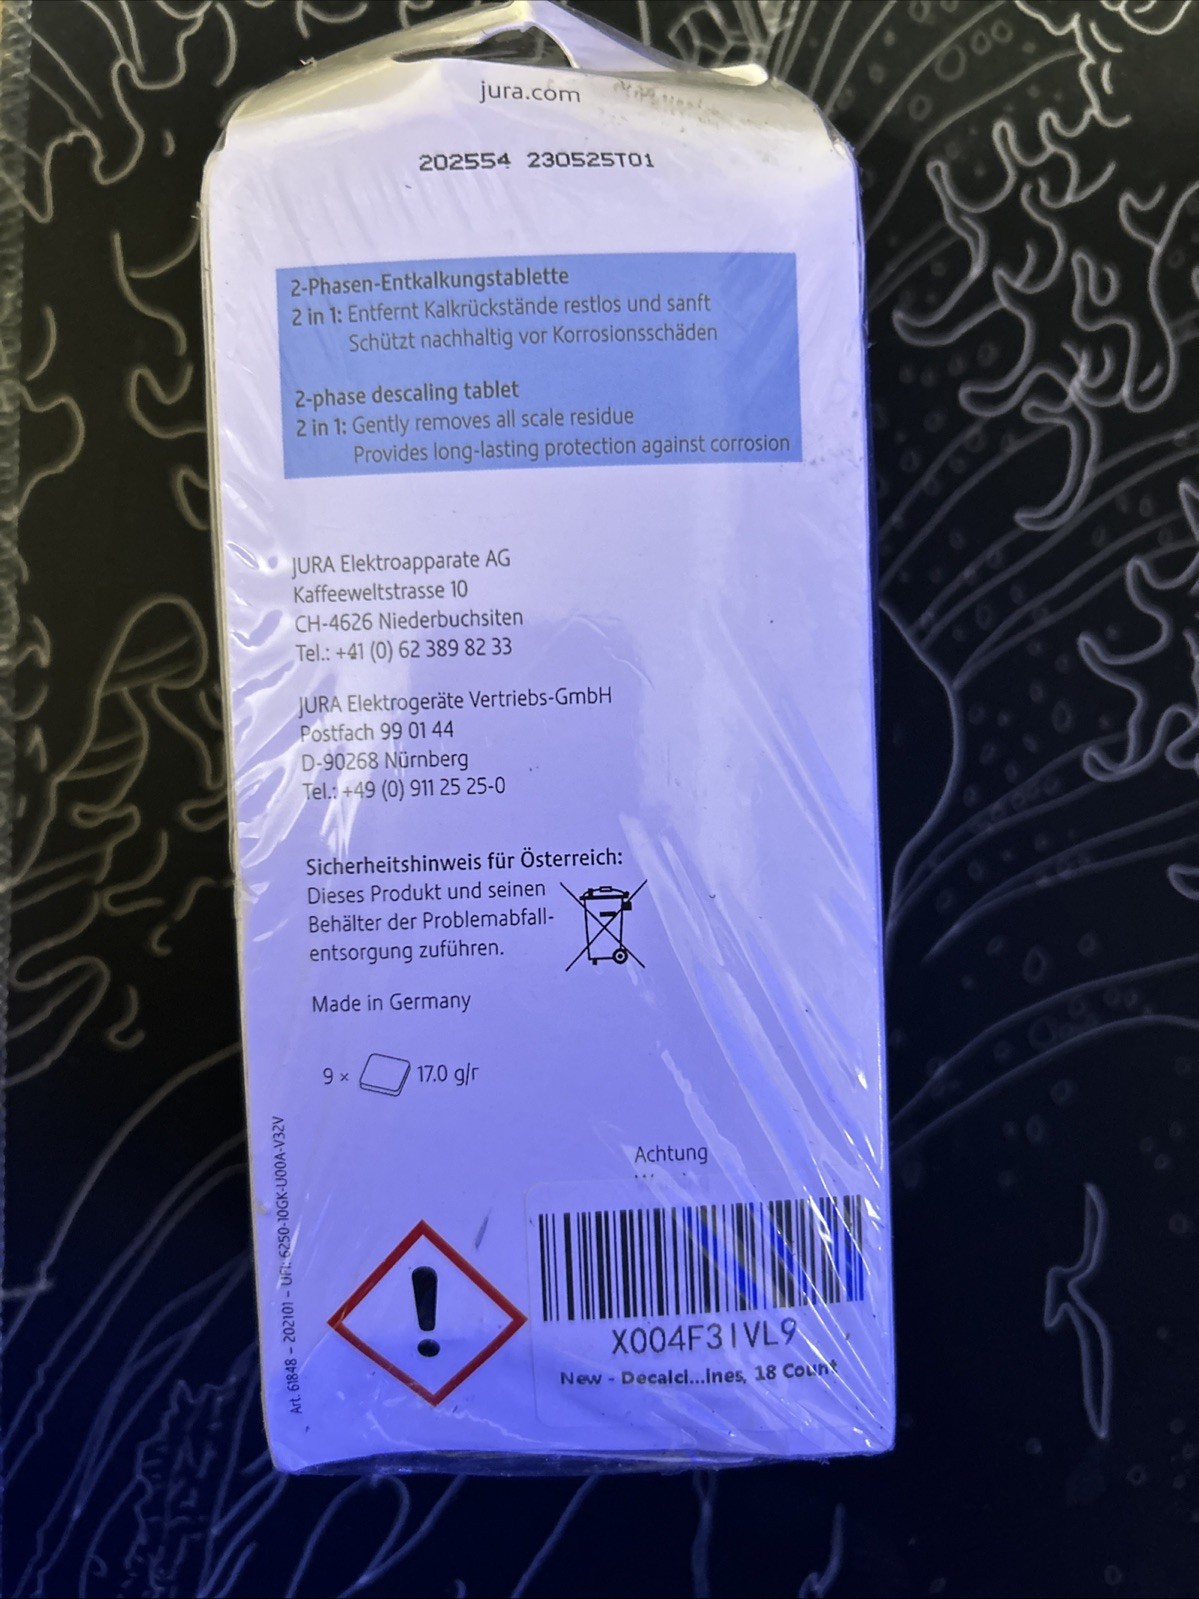 jura.com
202554 230525T01
2-Phasen-Entkalkungstablette
2 in 1: Entfernt Kalkrückstände restlos und sanft
Schützt nachhaltig vor Korrosionsschäden
2-phase descaling tablet
2 in 1: Gently removes all scale residue
Provides long-lasting protection against corrosion
JURA Elektroapparate AG
Kaffeeweltstrasse 10
CH-4626 Niederbuchsiten
Tel.: +41 (0) 62 389 82 33
JURA Elektrogeräte Vertriebs-GmbH
Postfach 99 01 44
D-90268 Nürnberg
Tel.: +49 (0) 911 25 25-0
Sicherheitshinweis für Österreich:
Dieses Produkt und seinen
Behälter der Problemabfall-
entsorgung zuführen.
Made in Germany
9 × 17.0 g/r
Art. 61848 – 202101 – UFI: 6250-10GK-U00A-V32V
Achtung
X004F3IVL9
New - Decalci...ines, 18 Count